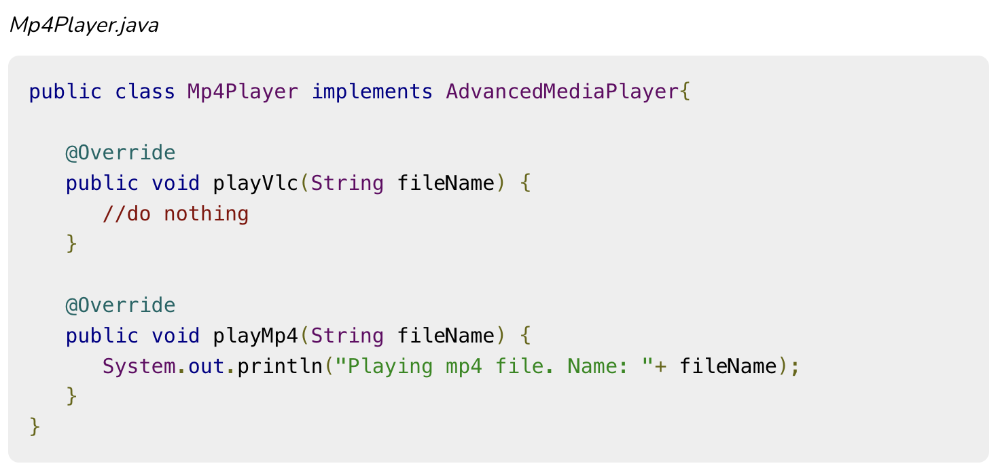 Mp4Player.java
public class Mp4Player implements AdvancedMediaPlayer{
@Override
public void playVlc(String fileName) {
//do nothing
}
@Override
public void playMp4(String fileName) {
System.out.println("Playing mp4 file. Name: "+ fileName);
}
}